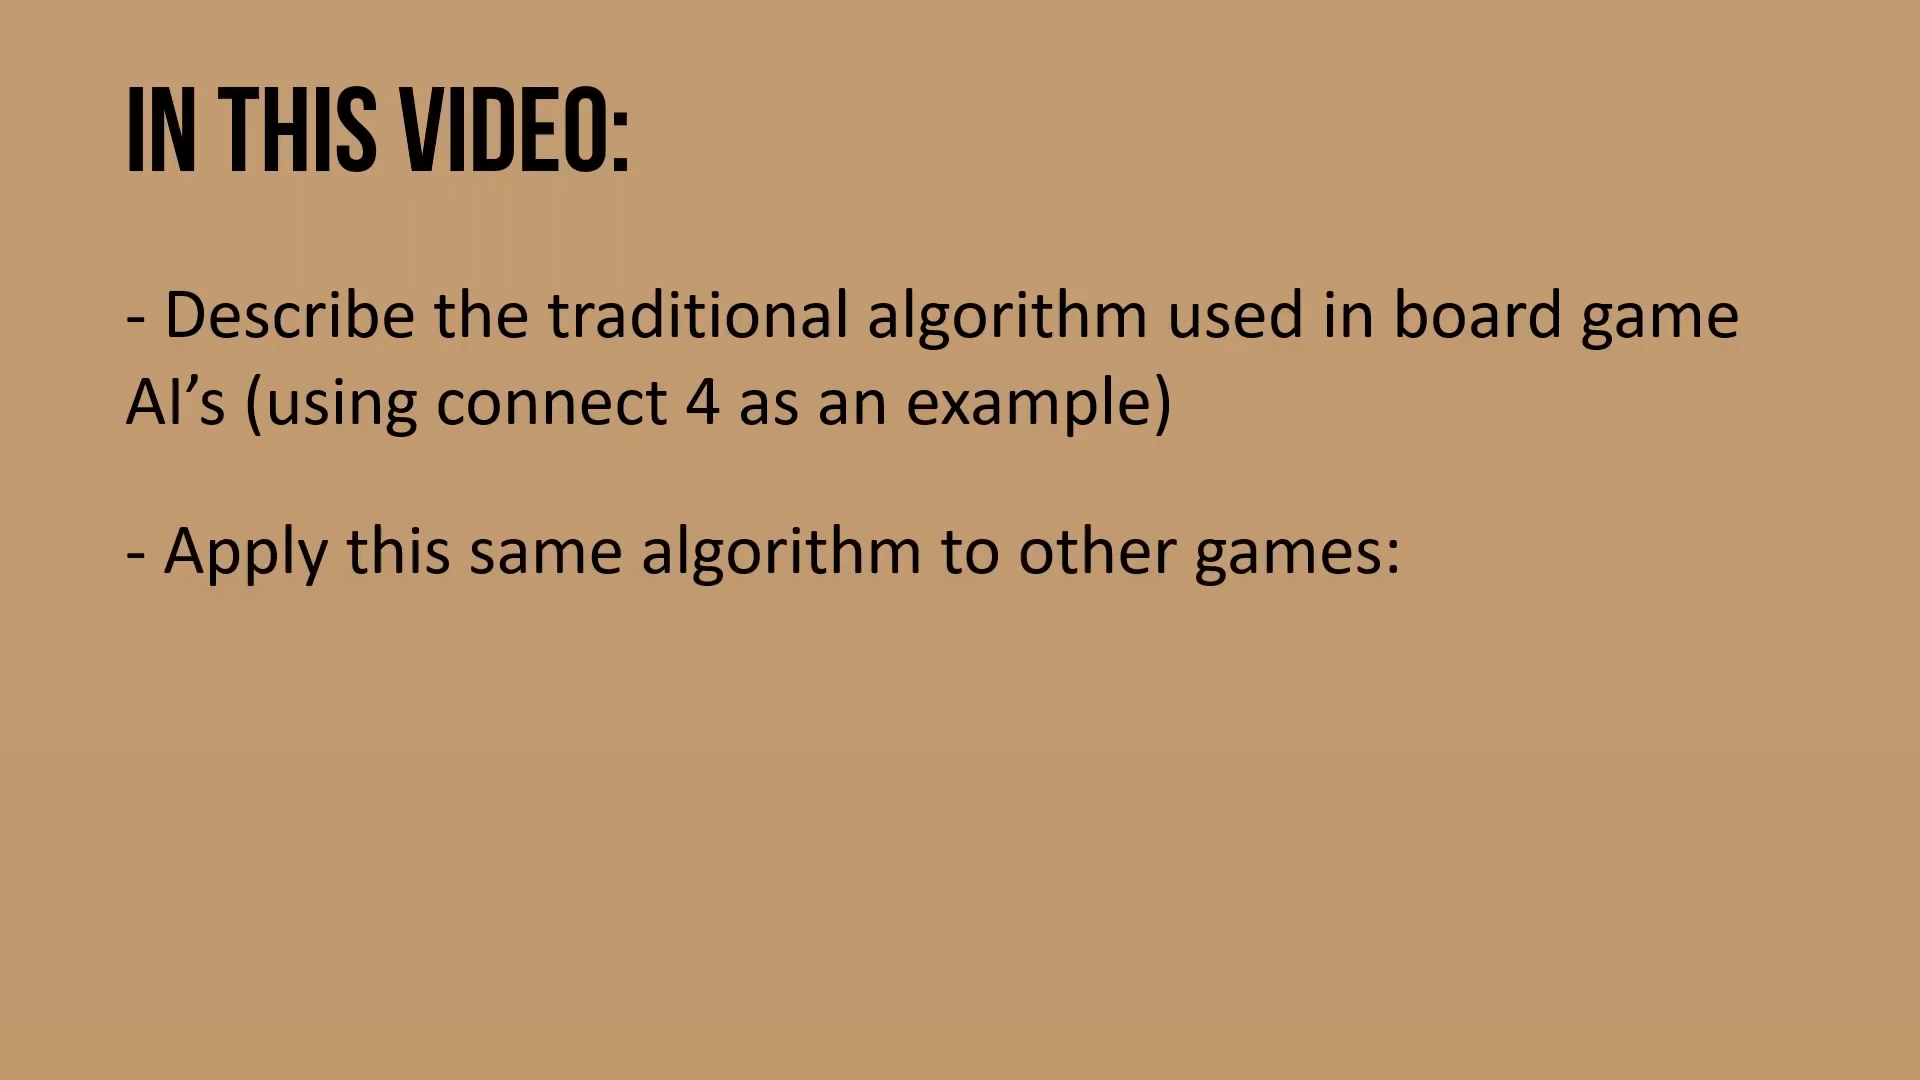 IN THIS VIDEO:
- Describe the traditional algorithm used in board game
AI’s (using connect 4 as an example)
- Apply this same algorithm to other games: